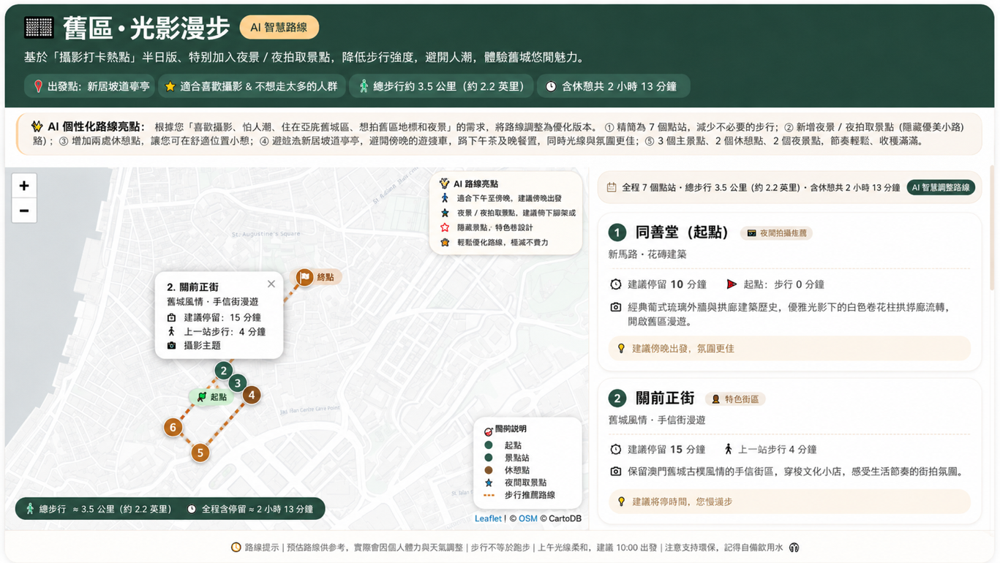 舊區·光影漫步
AI 智慧路線
基於「攝影打卡熱點」半日版、特別加入夜景 / 夜拍取景點，降低步行強度，避開人潮，體驗舊城悠閒魅力。
出發點：新居坡道亭
適合喜歡攝影 & 不想走太多的人群
總步行約 3.5 公里（約 2.2 英里）
含休憩共 2 小時 13 分鐘
AI 個性化路線亮點：根據您「喜歡攝影、怕人潮、住在亞庇舊城區、想拍舊區地標和夜景」的需求，將路線調整為優化版本。① 精簡為 7 個點站，減少不必要的步行；② 新增夜景 / 夜拍取景點（隱藏優美小路）；③ 增加兩處休憩點，讓您可在舒適位置小憩；④ 新居坡道亭，避開傍晚的遊車，下午茶及晚餐置，同時光線與氛圍更佳；⑤ 3 個主景點、2 個休憩點、2 個夜景點，節奏輕鬆、收穫滿滿。
+
−
St. Augustine's Square
AI 路線亮點
適合下午至傍晚，建議傍晚出發
夜景 / 夜拍取景點，建議下腳架或
隱藏景點，特色巷設計
輕鬆優化路線，極減不費力
終點
2. 關前正街
×
舊城風情 · 手信街漫遊
建議停留：15 分鐘
上一站步行：4 分鐘
攝影主題
2
3
4
起點
6
5
說明
起點
景點站
休憩點
夜間取景點
步行推薦路線
總步行 ≈ 3.5 公里（約 2.2 英里）
全程含停留 ≈ 2 小時 13 分鐘
Leaflet | © OSM © CartoDB
全程 7 個點站 · 總步行 3.5 公里（約 2.2 英里）· 含休憩共 2 小時 13 分鐘
AI 智慧調整路線
1 同善堂（起點）
夜間拍攝薦
新馬路 · 花磚建築
建議停留 10 分鐘
起點：步行 0 分鐘
經典葡式琉璃外牆與拱廊建築歷史，優雅光影下的白色卷花柱拱廊流轉，
開啟舊區漫遊。
建議傍晚出發，氛圍更佳
2 關前正街
特色街區
舊城風情 · 手信街漫遊
建議停留 15 分鐘
上一站步行 4 分鐘
保留澳門舊城古樸風情的手信街區，穿梭文化小店，感受生活節奏的街拍氛圍。
建議將停時間，您慢漫步
路線提示 | 預估路線供參考，實際會因個人體力與天氣調整 | 步行不等於跑步 | 上午光線柔和，建議 10:00 出發 | 注意支持環保，記得自備飲用水